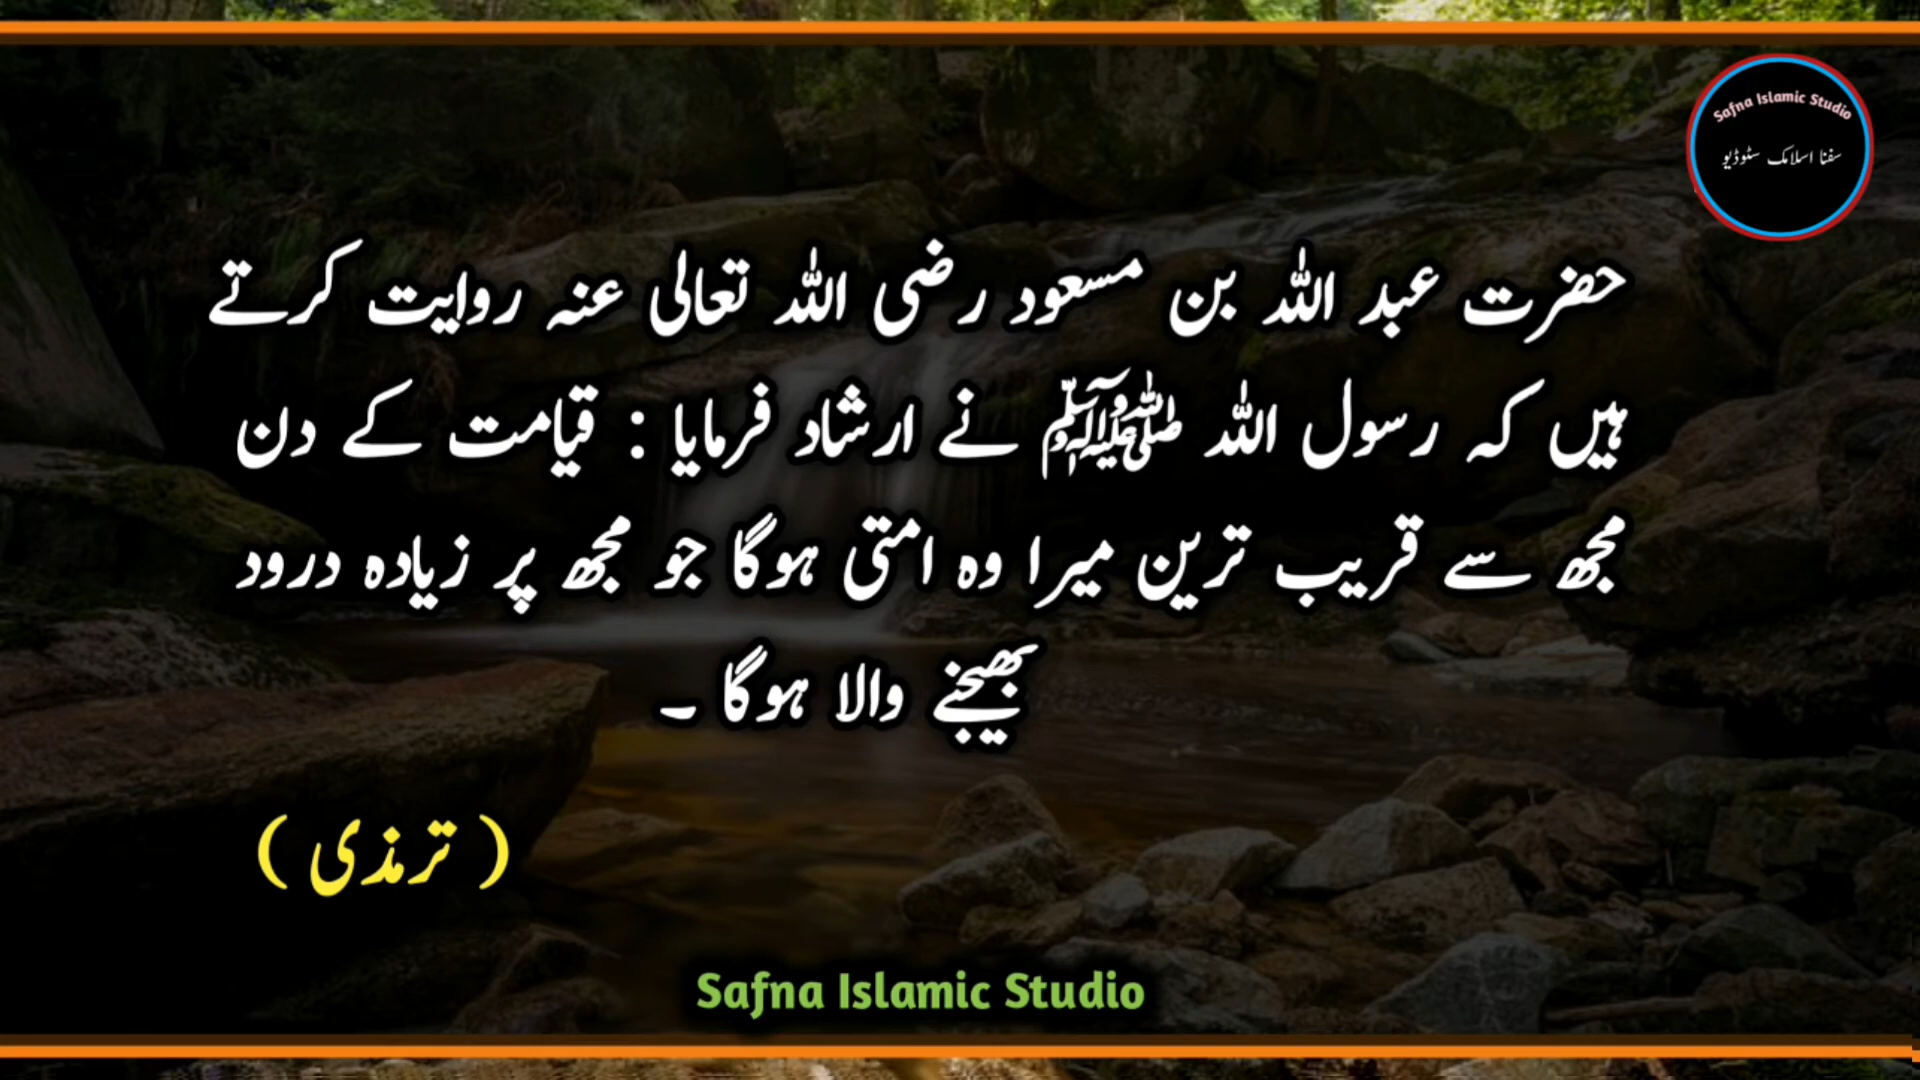 Safna Islamic Studio
سفنا اسلامک سٹوڈیو
حضرت عبد اللہ بن مسعود رضی اللہ تعالی عنہ روایت کرتے
ہیں کہ رسول اللہ ﷺ نے ارشاد فرمایا : قیامت کے دن
مجھ سے قریب ترین میرا وہ امتی ہوگا جو مجھ پر زیادہ درود
بھیجنے والا ہوگا ۔
( ترمذی )
Safna Islamic Studio